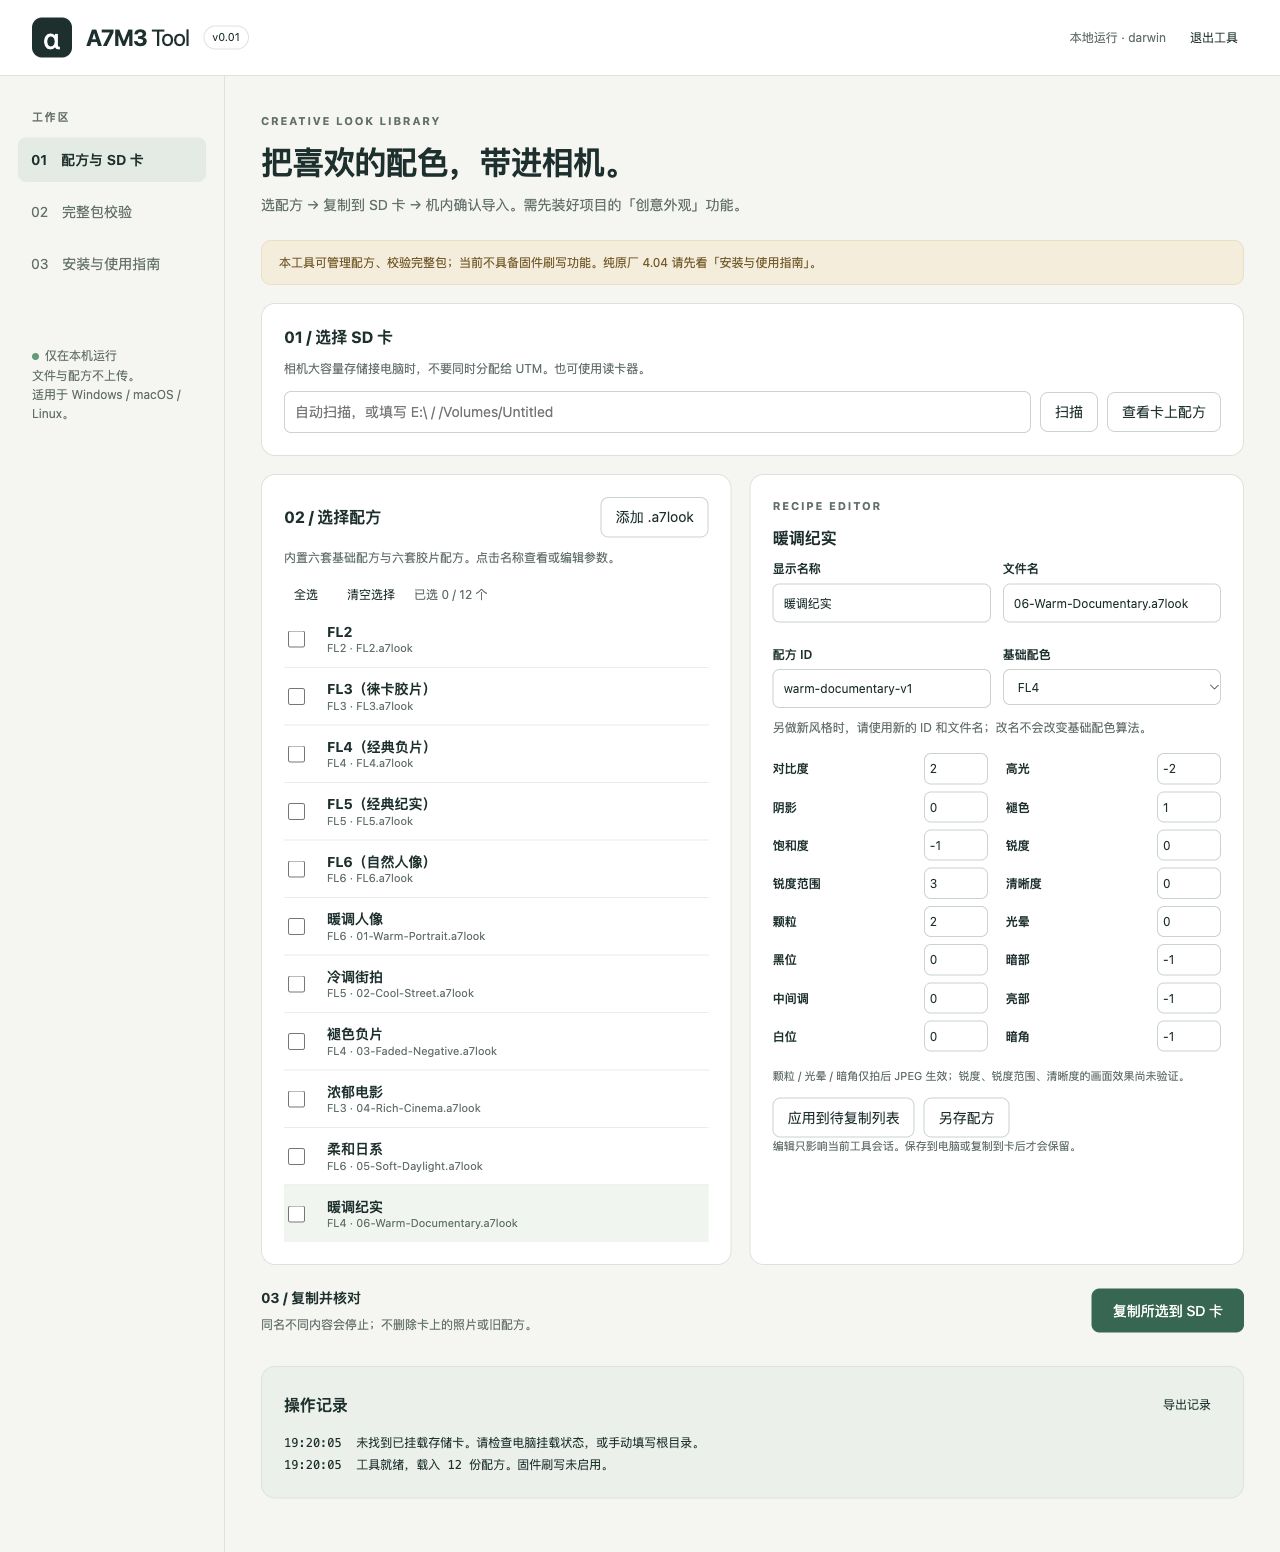 α A7M3 Tool v0.01
本地运行 · darwin 退出工具
工作区
01 配方与 SD 卡
02 完整包校验
03 安装与使用指南
仅在本机运行
文件与配方不上传。
适用于 Windows / macOS /
Linux。
CREATIVE LOOK LIBRARY
把喜欢的配色，带进相机。
选配方 → 复制到 SD 卡 → 机内确认导入。需先装好项目的「创意外观」功能。
本工具可管理配方、校验完整包；当前不具备固件刷写功能。纯原厂 4.04 请先看「安装与使用指南」。
01 / 选择 SD 卡
相机大容量存储接电脑时，不要同时分配给 UTM。也可使用读卡器。
自动扫描，或填写 E:\ / /Volumes/Untitled 扫描 查看卡上配方
02 / 选择配方 添加 .a7look
内置六套基础配方与六套胶片配方。点击名称查看或编辑参数。
全选 清空选择 已选 0 / 12 个
FL2
FL2 · FL2.a7look
FL3（徕卡胶片）
FL3 · FL3.a7look
FL4（经典负片）
FL4 · FL4.a7look
FL5（经典纪实）
FL5 · FL5.a7look
FL6（自然人像）
FL6 · FL6.a7look
暖调人像
FL6 · 01-Warm-Portrait.a7look
冷调街拍
FL5 · 02-Cool-Street.a7look
褪色负片
FL4 · 03-Faded-Negative.a7look
浓郁电影
FL3 · 04-Rich-Cinema.a7look
柔和日系
FL6 · 05-Soft-Daylight.a7look
暖调纪实
FL4 · 06-Warm-Documentary.a7look
RECIPE EDITOR
暖调纪实
显示名称 文件名
暖调纪实 06-Warm-Documentary.a7look
配方 ID 基础配色
warm-documentary-v1 FL4
另做新风格时，请使用新的 ID 和文件名；改名不会改变基础配色算法。
对比度 2 高光 -2
阴影 0 褪色 1
饱和度 -1 锐度 0
锐度范围 3 清晰度 0
颗粒 2 光晕 0
黑位 0 暗部 -1
中间调 0 亮部 -1
白位 0 暗角 -1
颗粒 / 光晕 / 暗角仅拍后 JPEG 生效；锐度、锐度范围、清晰度的画面效果尚未验证。
应用到待复制列表 另存配方
编辑只影响当前工具会话。保存到电脑或复制到卡后才会保留。
03 / 复制并核对
同名不同内容会停止；不删除卡上的照片或旧配方。
复制所选到 SD 卡
操作记录 导出记录
19:20:05 未找到已挂载存储卡。请检查电脑挂载状态，或手动填写根目录。
19:20:05 工具就绪，载入 12 份配方。固件刷写未启用。